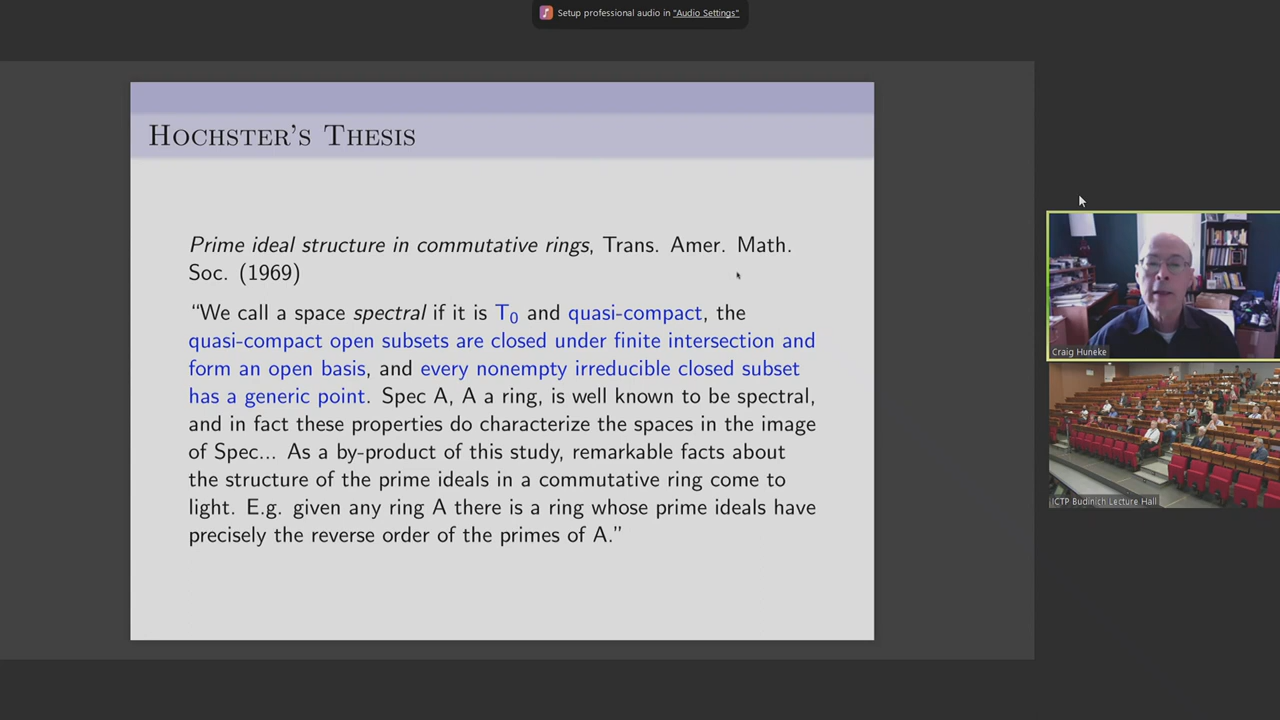 Setup professional audio in "Audio Settings"
Hochster's Thesis
Prime ideal structure in commutative rings, Trans. Amer. Math.
Soc. (1969)
"We call a space spectral if it is T0 and quasi-compact, the
quasi-compact open subsets are closed under finite intersection and
form an open basis, and every nonempty irreducible closed subset
has a generic point. Spec A, A a ring, is well known to be spectral,
and in fact these properties do characterize the spaces in the image
of Spec... As a by-product of this study, remarkable facts about
the structure of the prime ideals in a commutative ring come to
light. E.g. given any ring A there is a ring whose prime ideals have
precisely the reverse order of the primes of A."
Craig Huneke
ICTP Budinich Lecture Hall